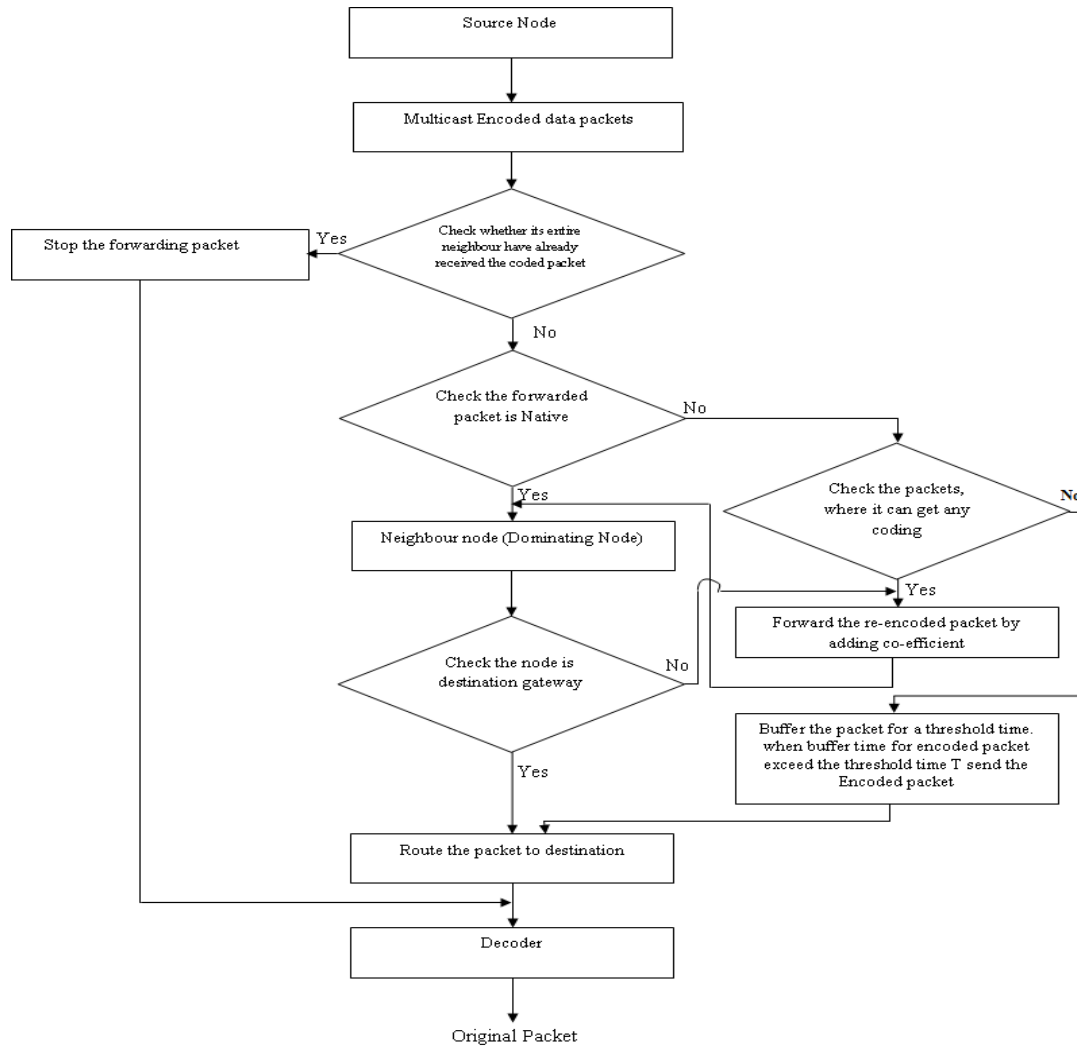 Source Node
Multicast Encoded data packets
Check whether its entire
neighbour have already
received the coded packet
Yes
Stop the forwarding packet
No
Check the forwarded
packet is Native
No
Yes
Check the packets,
where it can get any
coding
No
Neighbour node (Dominating Node)
Yes
Forward the re-encoded packet by
adding co-efficient
Check the node is
destination gateway
No
Buffer the packet for a threshold time.
when buffer time for encoded packet
exceed the threshold time T send the
Encoded packet
Yes
Route the packet to destination
Decoder
Original Packet